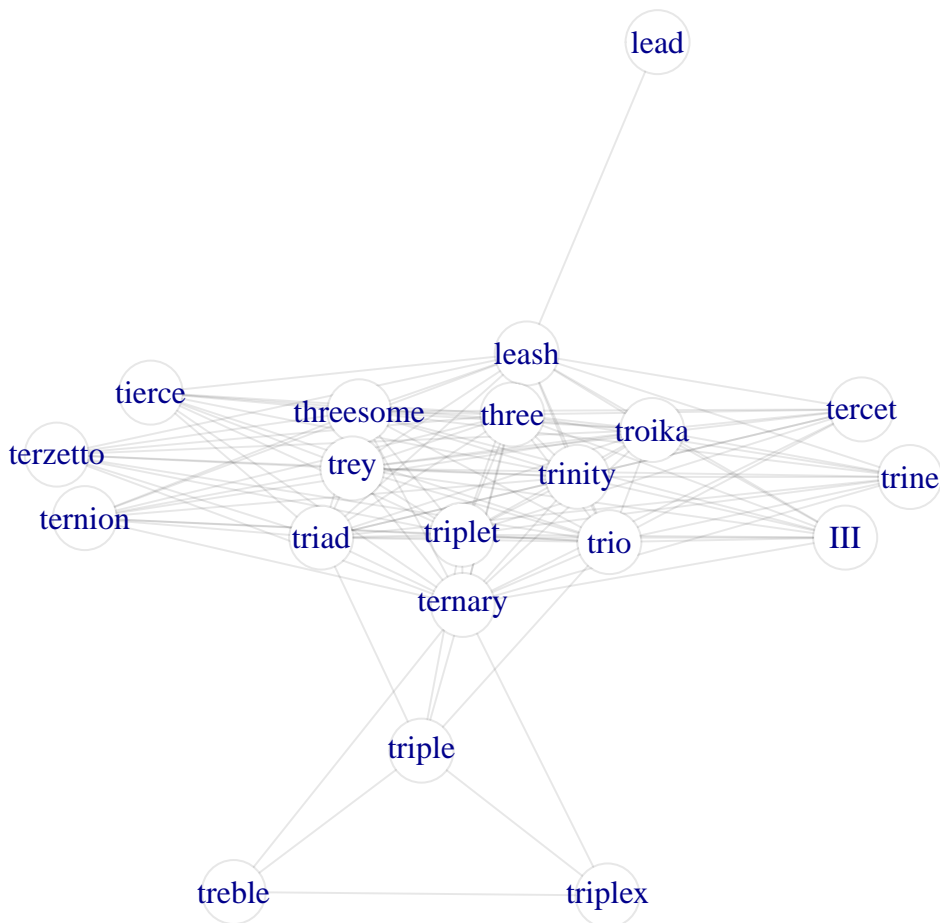 lead
leash
tierce
threesome
three
troika
tercet
terzetto
trey
trinity
trine
ternion
triad
triplet
trio
III
ternary
triple
treble
triplex